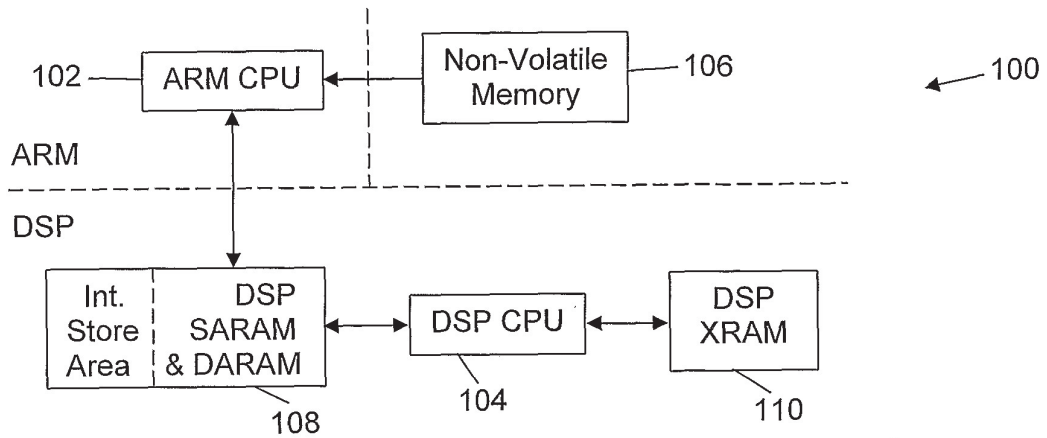 102
ARM CPU
Non-Volatile
Memory
106
100
ARM
DSP
Int.
Store
Area
DSP
SARAM
& DARAM
108
DSP CPU
104
DSP
XRAM
110